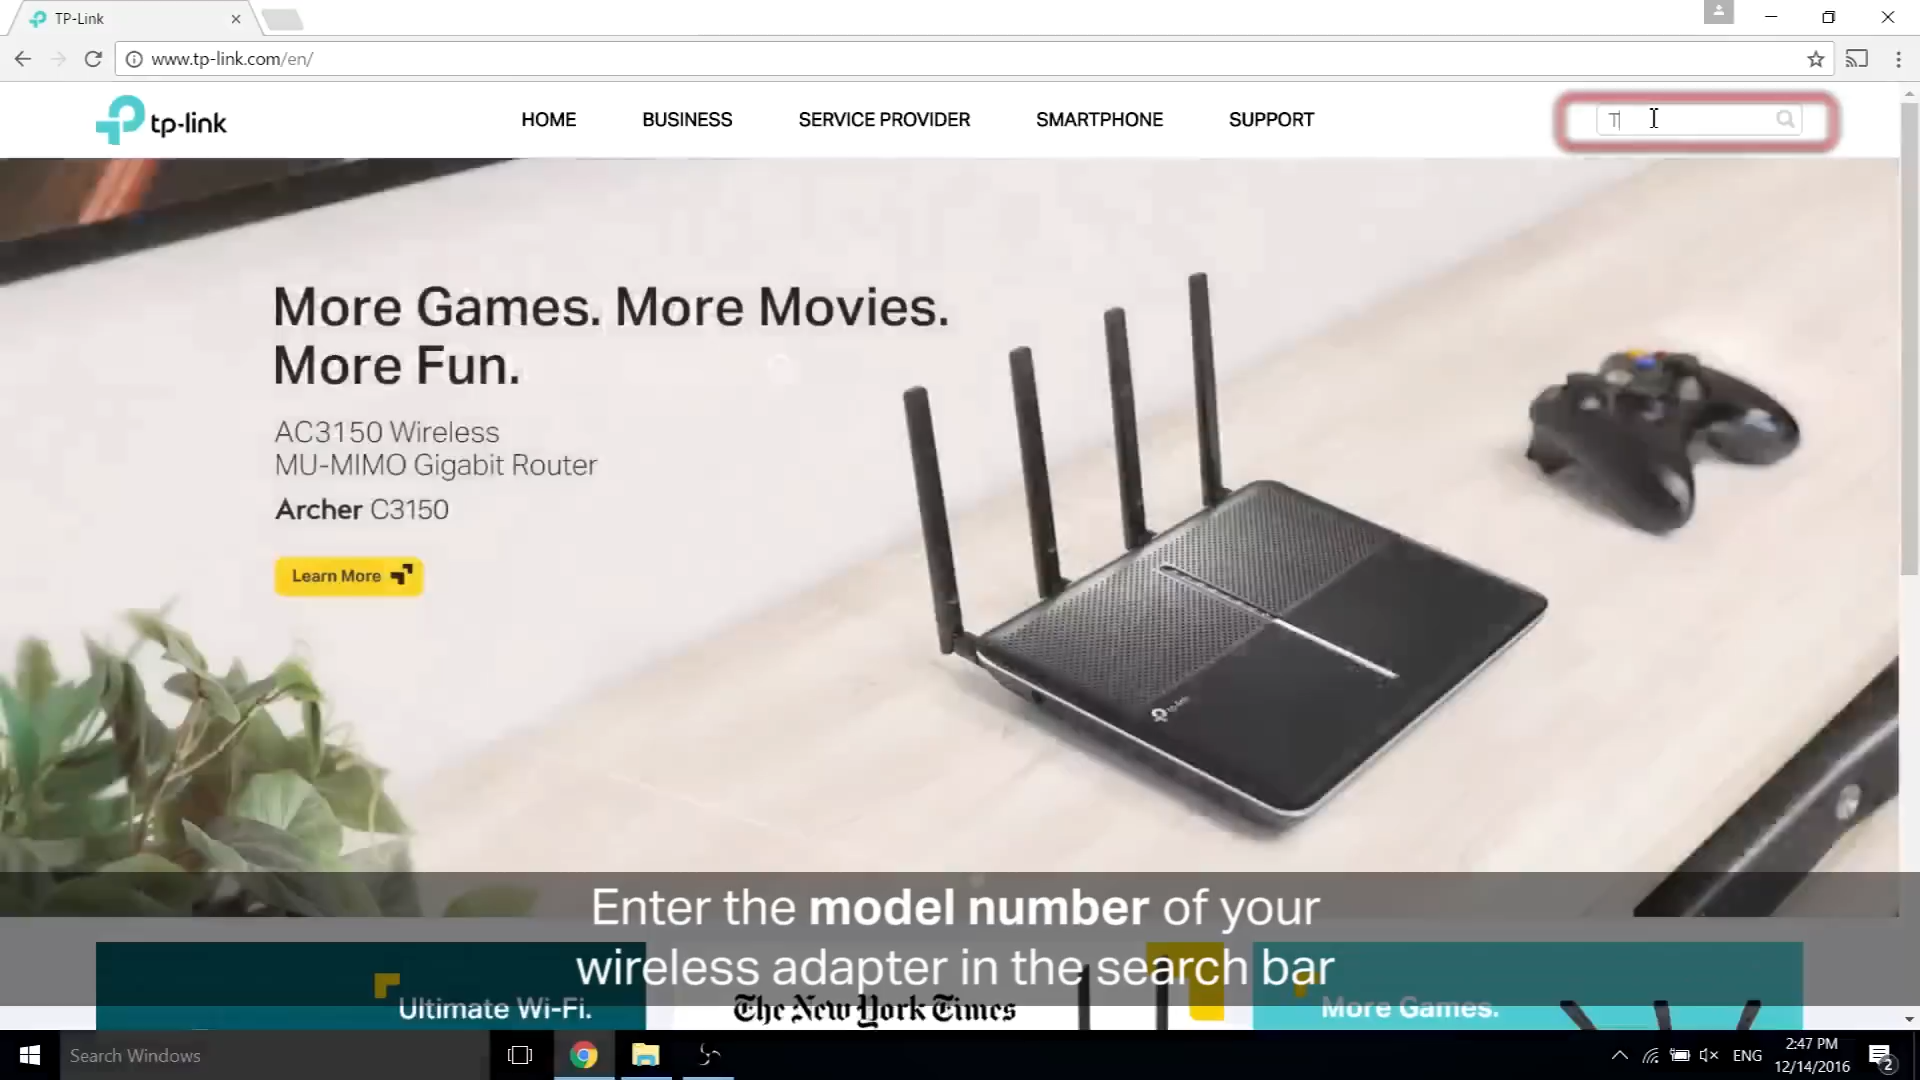 TP-Link
www.tp-link.com/en/
tp-link
HOME
BUSINESS
SERVICE PROVIDER
SMARTPHONE
SUPPORT
T
More Games. More Movies.
More Fun.
AC3150 Wireless
MU-MIMO Gigabit Router
Archer C3150
Learn More
tp-link
Enter the model number of your
wireless adapter in the search bar
Ultimate Wi-Fi.
The New York Times
More Games.
Search Windows
ENG
2:47 PM
12/14/2016
2